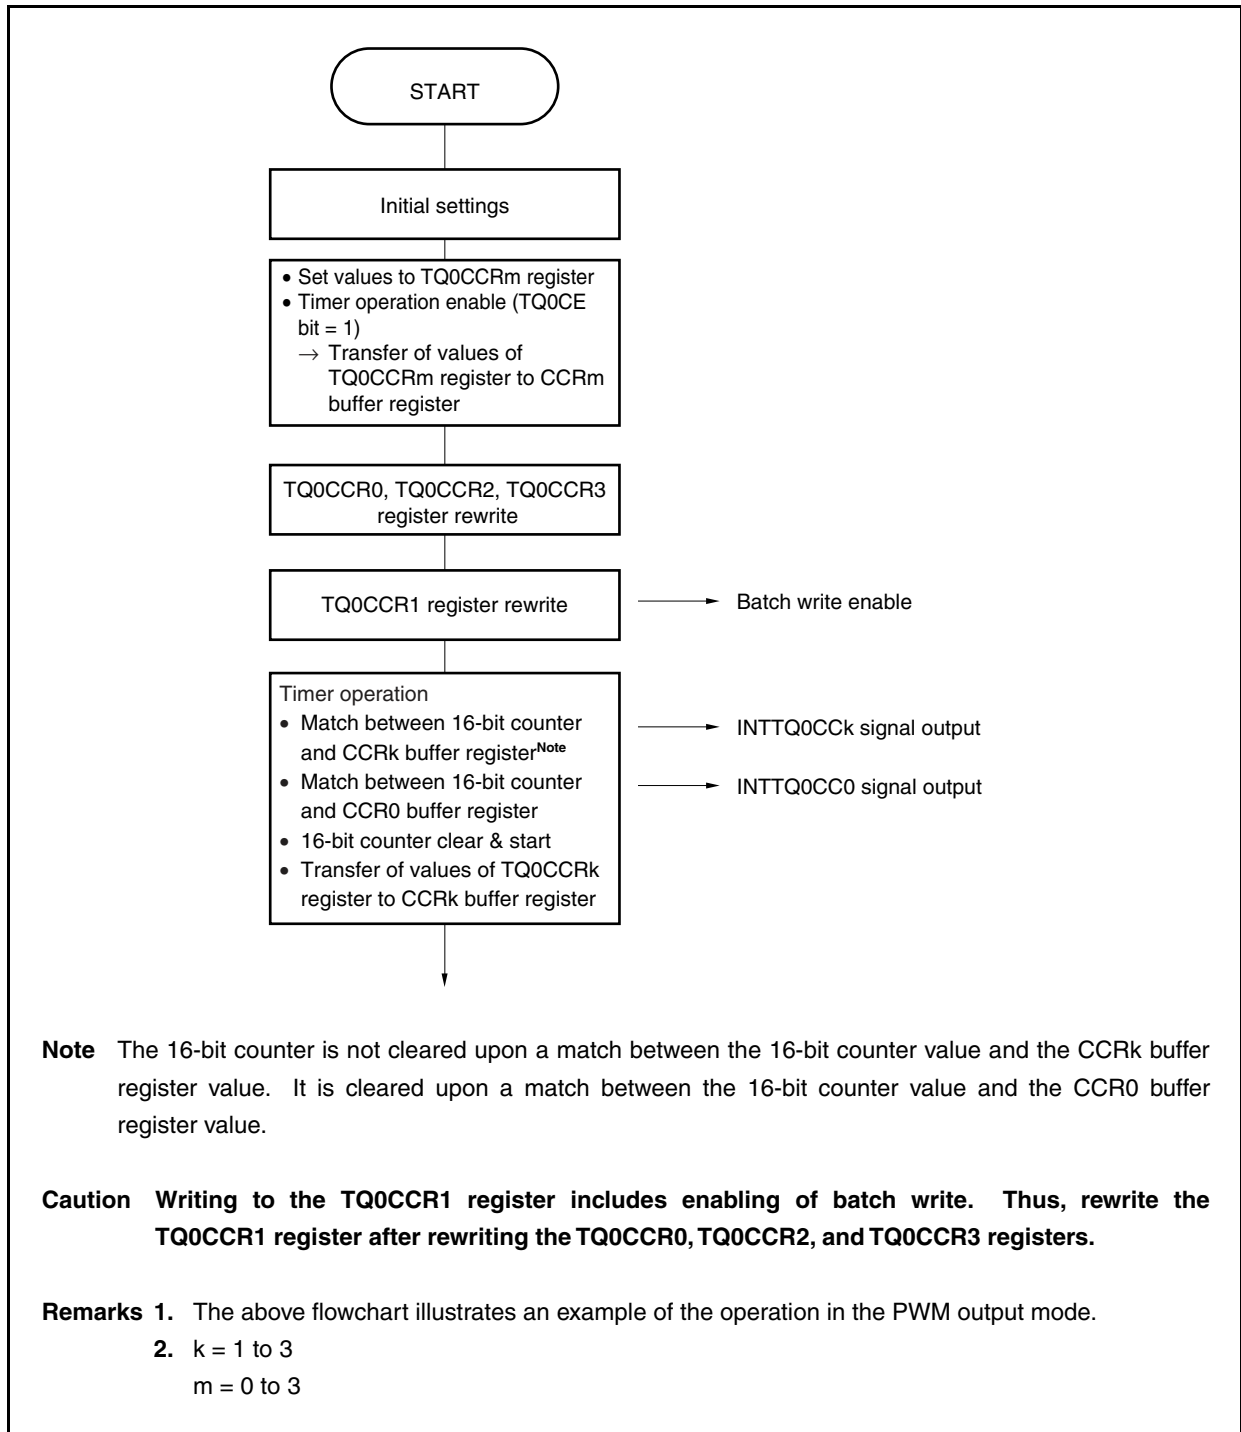 START
Initial settings
• Set values to TQ0CCRm register
• Timer operation enable (TQ0CE
bit = 1)
→ Transfer of values of
TQ0CCRm register to CCRm
buffer register
TQ0CCR0, TQ0CCR2, TQ0CCR3
register rewrite
TQ0CCR1 register rewrite
Batch write enable
Timer operation
• Match between 16-bit counter
and CCRk buffer registerNote
INTTQ0CCk signal output
• Match between 16-bit counter
and CCR0 buffer register
INTTQ0CC0 signal output
• 16-bit counter clear & start
• Transfer of values of TQ0CCRk
register to CCRk buffer register
Note The 16-bit counter is not cleared upon a match between the 16-bit counter value and the CCRk buffer
register value. It is cleared upon a match between the 16-bit counter value and the CCR0 buffer
register value.
Caution Writing to the TQ0CCR1 register includes enabling of batch write. Thus, rewrite the
TQ0CCR1 register after rewriting the TQ0CCR0, TQ0CCR2, and TQ0CCR3 registers.
Remarks 1. The above flowchart illustrates an example of the operation in the PWM output mode.
2. k = 1 to 3
m = 0 to 3